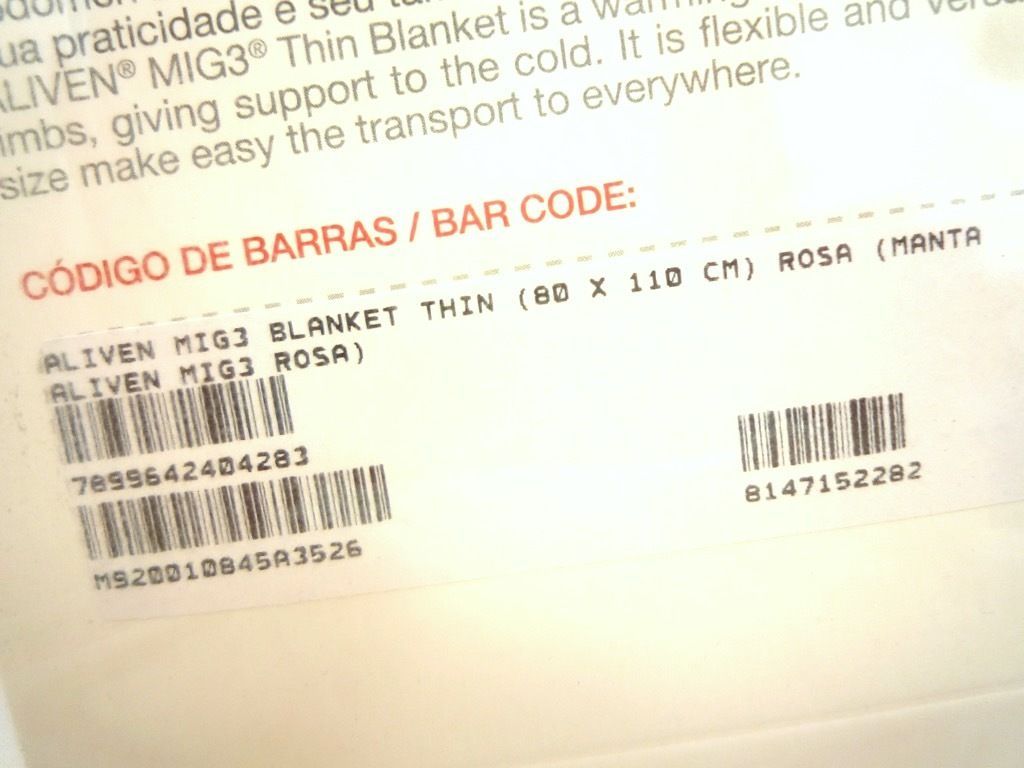 ua praticidade e seu
ALIVEN® MIG3® Thin Blanket is a
imbs, giving support to the cold. It is flexible and
size make easy the transport to everywhere.
CÓDIGO DE BARRAS / BAR CODE:
ALIVEN MIG3 BLANKET THIN (80 X 110 CM) ROSA (MANTA
ALIVEN MIG3 ROSA)
7899642404283
8147152282
M920010845A3526